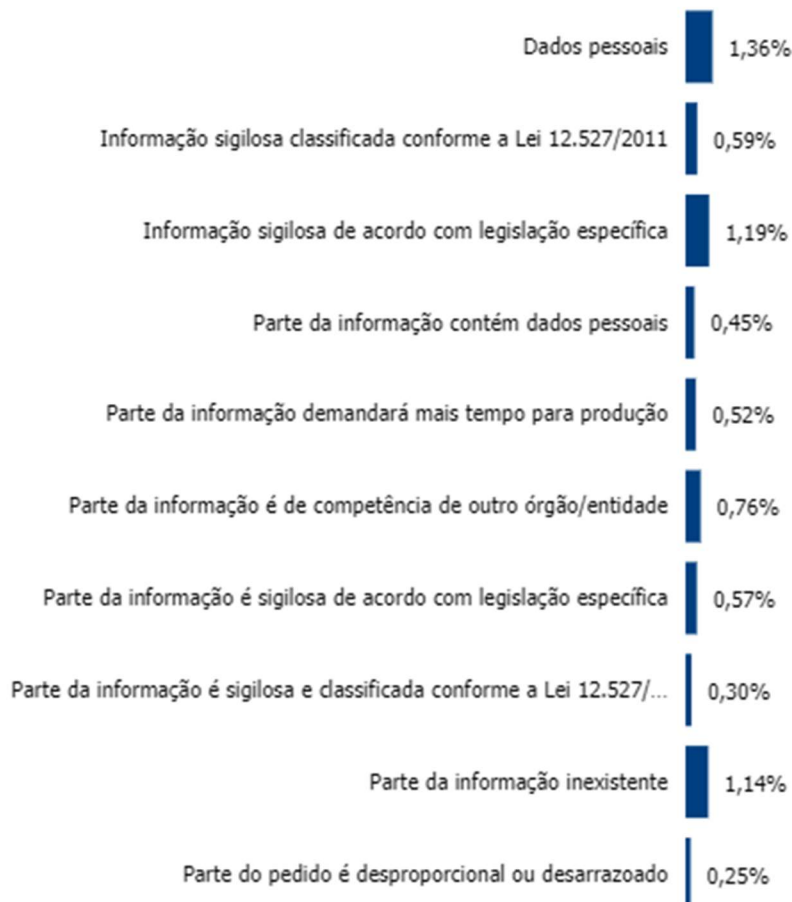 Dados pessoais 1,36%
Informação sigilosa classificada conforme a Lei 12.527/2011 0,59%
Informação sigilosa de acordo com legislação específica 1,19%
Parte da informação contém dados pessoais 0,45%
Parte da informação demandará mais tempo para produção 0,52%
Parte da informação é de competência de outro órgão/entidade 0,76%
Parte da informação é sigilosa de acordo com legislação específica 0,57%
Parte da informação é sigilosa e classificada conforme a Lei 12.527/... 0,30%
Parte da informação inexistente 1,14%
Parte do pedido é desproporcional ou desarrazoado 0,25%